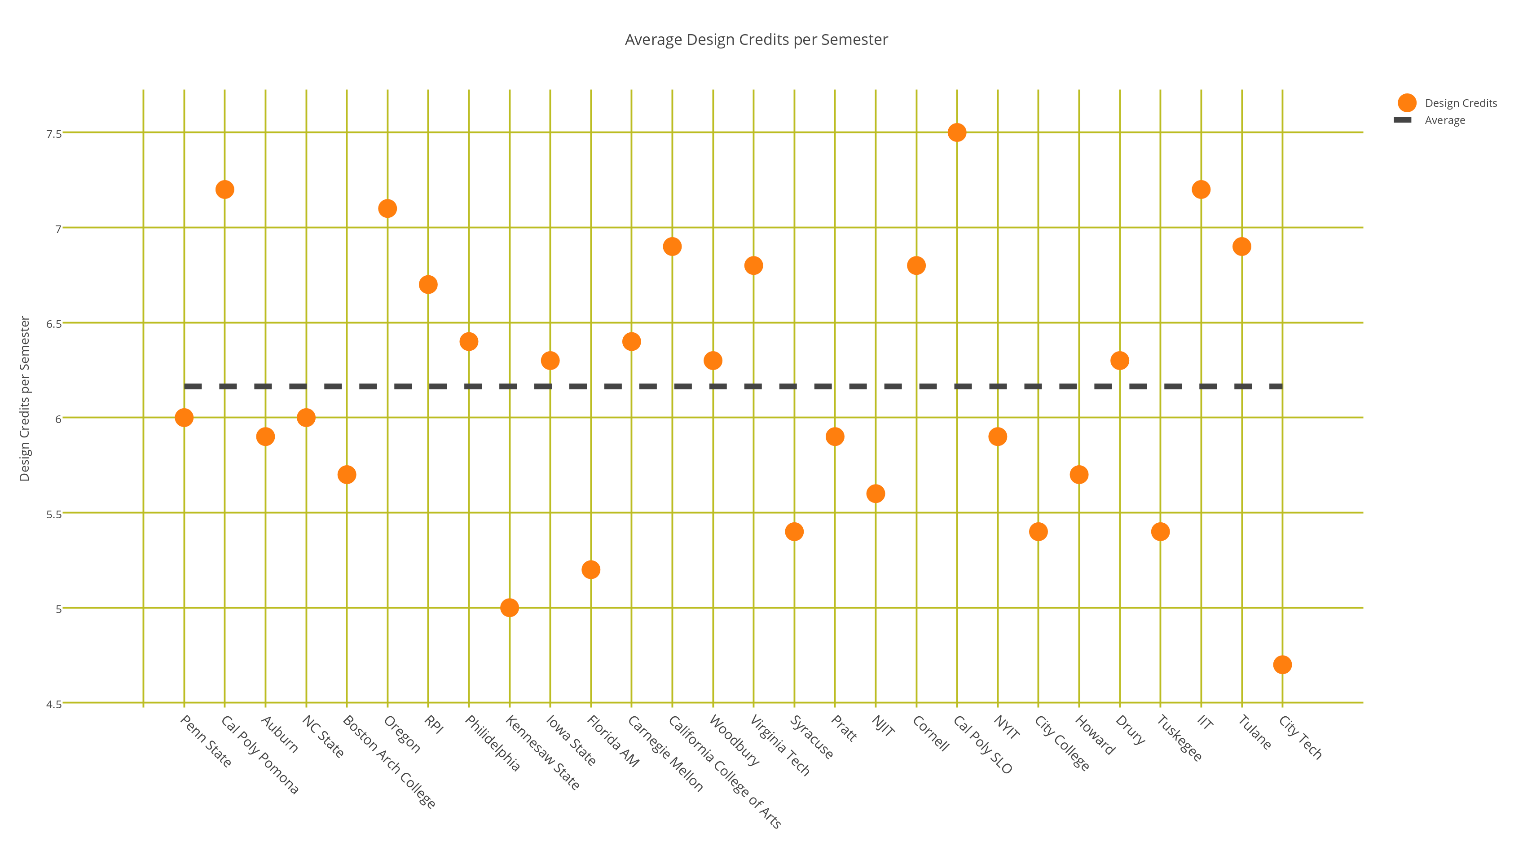 Average Design Credits per Semester
Design Credits
Average
Design Credits per Semester
7.5
7
6.5
6
5.5
5
4.5
Penn State
Cal Poly Pomona
Auburn
NC State
Boston Arch College
Oregon
RPI
Philidelphia
Kennesaw State
Iowa State
Florida AM
Carnegie Mellon
California College of Arts
Woodbury
Virginia Tech
Syracuse
Pratt
NJIT
Cornell
Cal Poly SLO
NYIT
City College
Howard
Drury
Tuskegee
IIT
Tulane
City Tech